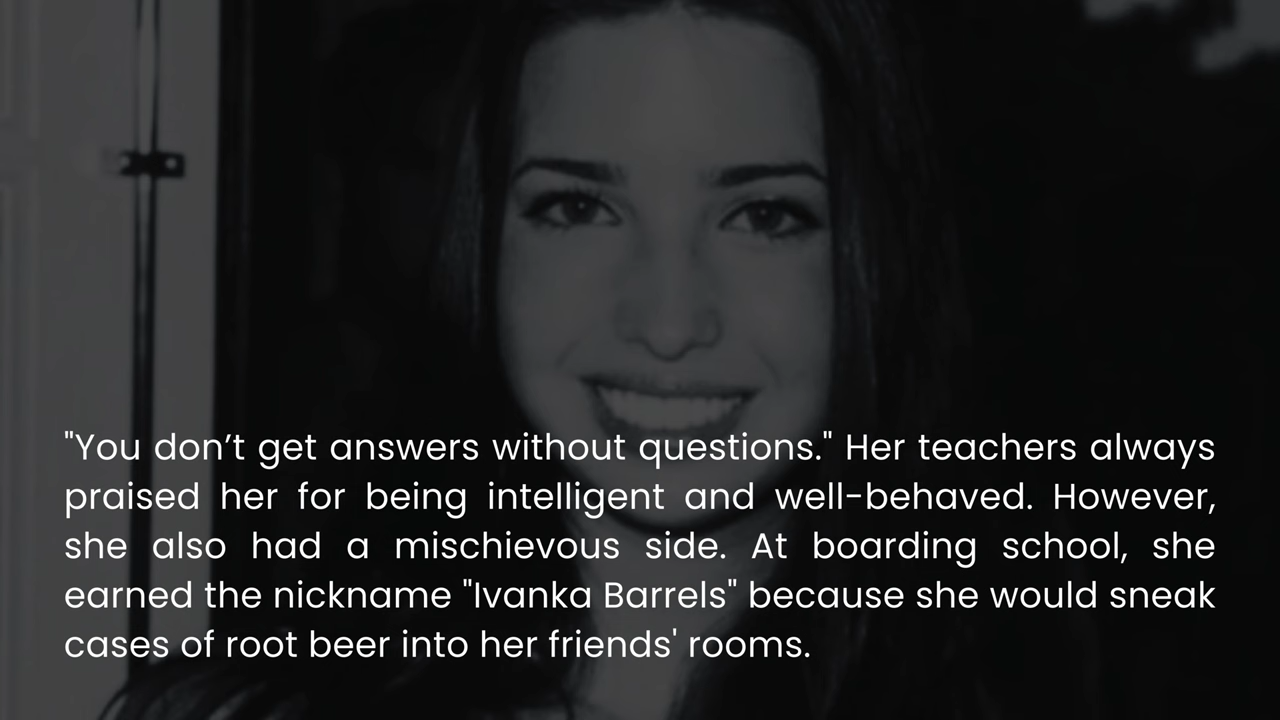 "You don’t get answers without questions." Her teachers always
praised her for being intelligent and well-behaved. However,
she also had a mischievous side. At boarding school, she
earned the nickname "Ivanka Barrels" because she would sneak
cases of root beer into her friends' rooms.